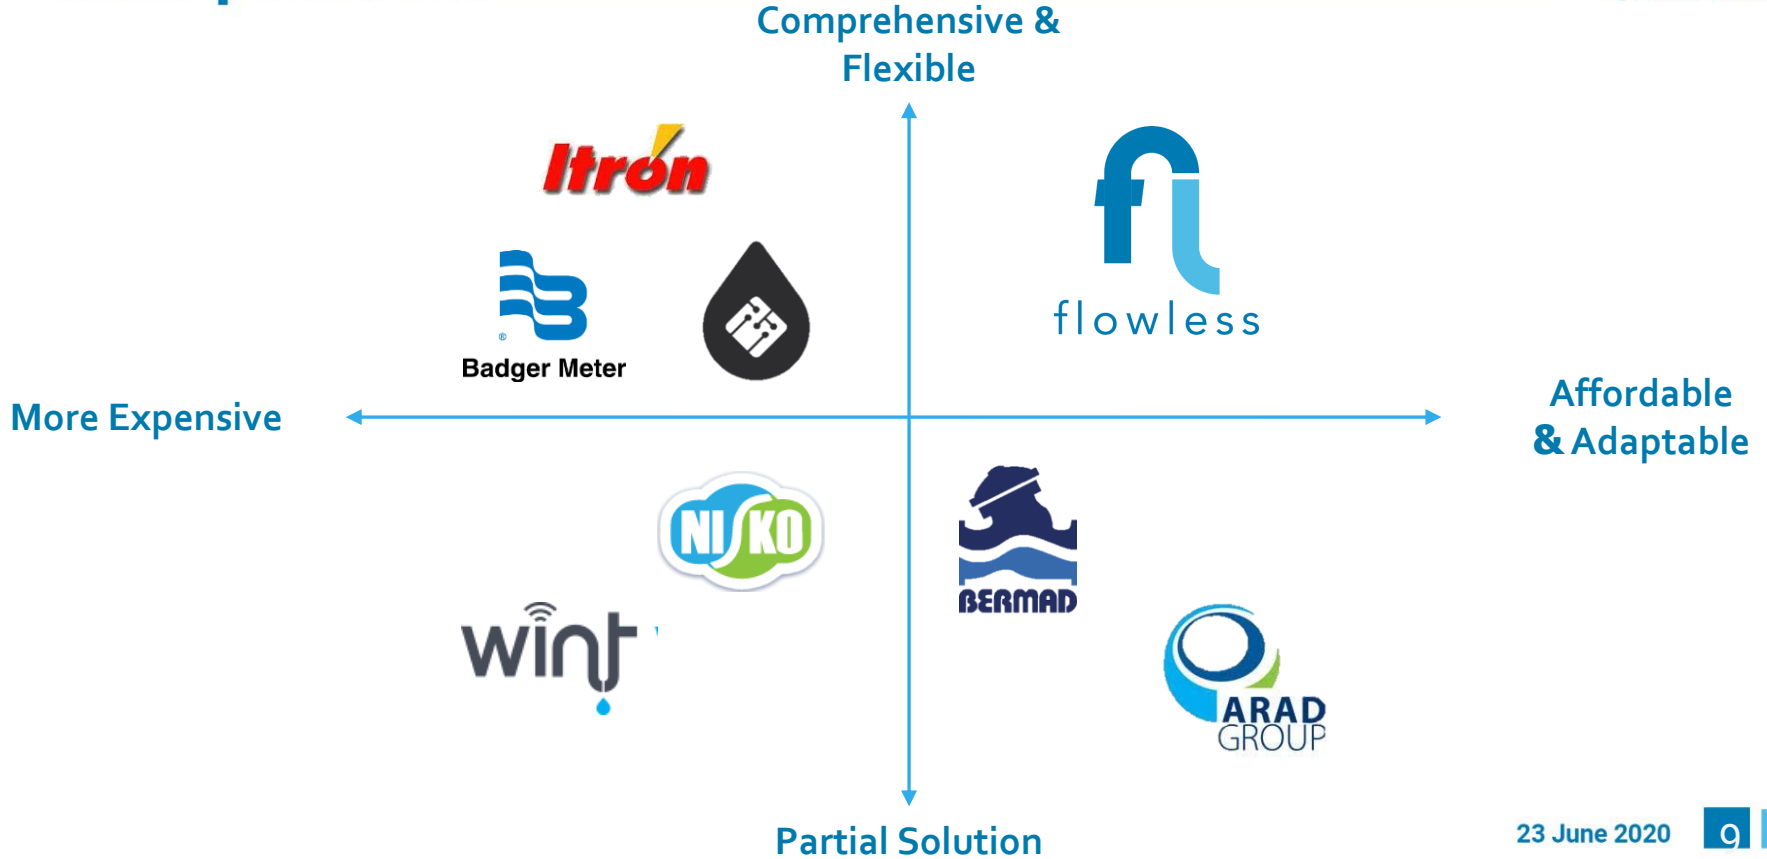 Comprehensive &
Flexible
Itron
fl
flowless
Badger Meter
®
More Expensive
Affordable
& Adaptable
NISKO
BERMAD
wint
ARAD
GROUP
Partial Solution
23 June 2020
9